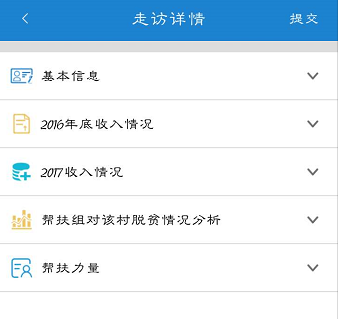 走访详情 提交
基本信息
2016年底收入情况
2017收入情况
帮扶组对该村脱贫情况分析
帮扶力量